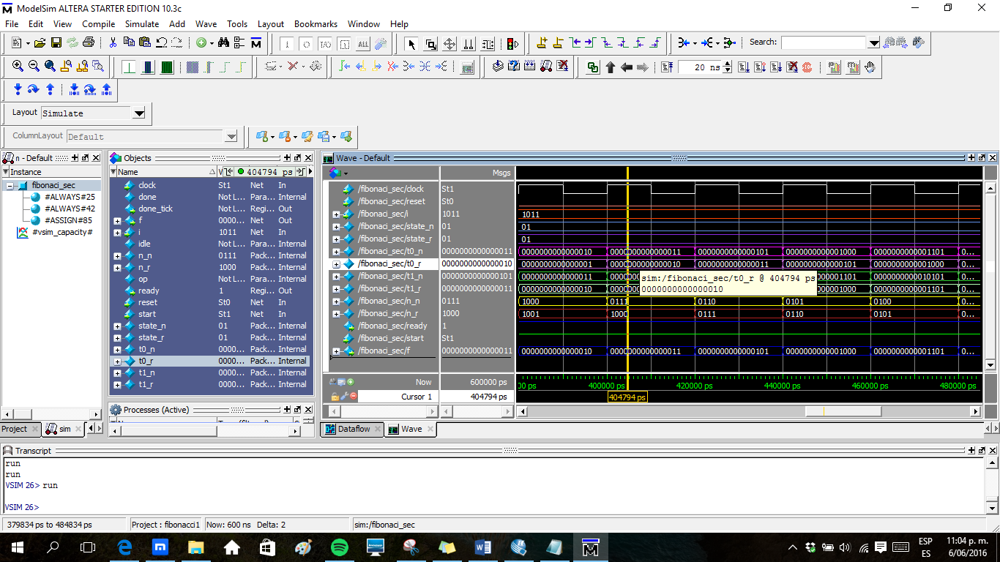 ModelSim ALTERA STARTER EDITION 10.3c
File Edit View Compile Simulate Add Wave Tools Layout Bookmarks Window Help
Search:
20 ns
Layout Simulate
ColumnLayout Default
n - Default
Instance
fibonaci_sec
#ALWAYS#25
#ALWAYS#42
#ASSIGN#85
#vsim_capacity#
Project sim
Objects
Name 404794 ps
clock St1 Net In
done Not L... Para... Internal
done_tick Not L... Regi... Out
f 0000... Net Out
i 1011 Net In
idle Not L... Para... Internal
n_n 0111 Pack... Internal
n_r 1000 Pack... Internal
op Not L... Para... Internal
ready 1 Regi... Out
reset St0 Net In
start St1 Net In
state_n 01 Pack... Internal
state_r 01 Pack... Internal
t0_n 0000... Pack... Internal
t0_r 0000... Pack... Internal
t1_n 0000... Pack... Internal
t1_r 0000... Pack... Internal
Processes (Active)
Wave - Default
Msgs
/fibonaci_sec/clock St1
/fibonaci_sec/reset St0
/fibonaci_sec/i 1011 1011
/fibonaci_sec/state_n 01 01
/fibonaci_sec/state_r 01 01
/fibonaci_sec/t0_n 0000000000000011 0000000000000010 0000000000000011 0000000000000101 0000000000001000 0000000000001101 0...
/fibonaci_sec/t0_r 0000000000000010 0000000000000001 0000000000000010 0000000000000011 0000000000000101 0000000000001000 0...
/fibonaci_sec/t1_n 0000000000000101 0000000000000011 0...
/fibonaci_sec/t1_r 0000000000000011 0000000000000010 0...
sim:/fibonaci_sec/t0_r @ 404794 ps
0000000000000010
/fibonaci_sec/n_n 0111 1000 0111 0110 0101 0100 0...
/fibonaci_sec/n_r 1000 1001 1000 0111 0110 0101 0...
/fibonaci_sec/ready 1
/fibonaci_sec/start St1
/fibonaci_sec/f 0000000000000011 0000000000000010 0000000000000011 0000000000000101 0000000000001000 0000000000001101 0...
Now 600000 ps 00 ps 400000 ps 420000 ps 440000 ps 460000 ps 480000 ps
Cursor 1 404794 ps 404794 ps
Dataflow Wave
Transcript
run
run
VSIM 26> run
VSIM 26>
379834 ps to 484834 ps Project : fibonacci1 Now: 600 ns Delta: 2 sim:/fibonaci_sec
ESP
ES
11:04 p. m.
6/06/2016